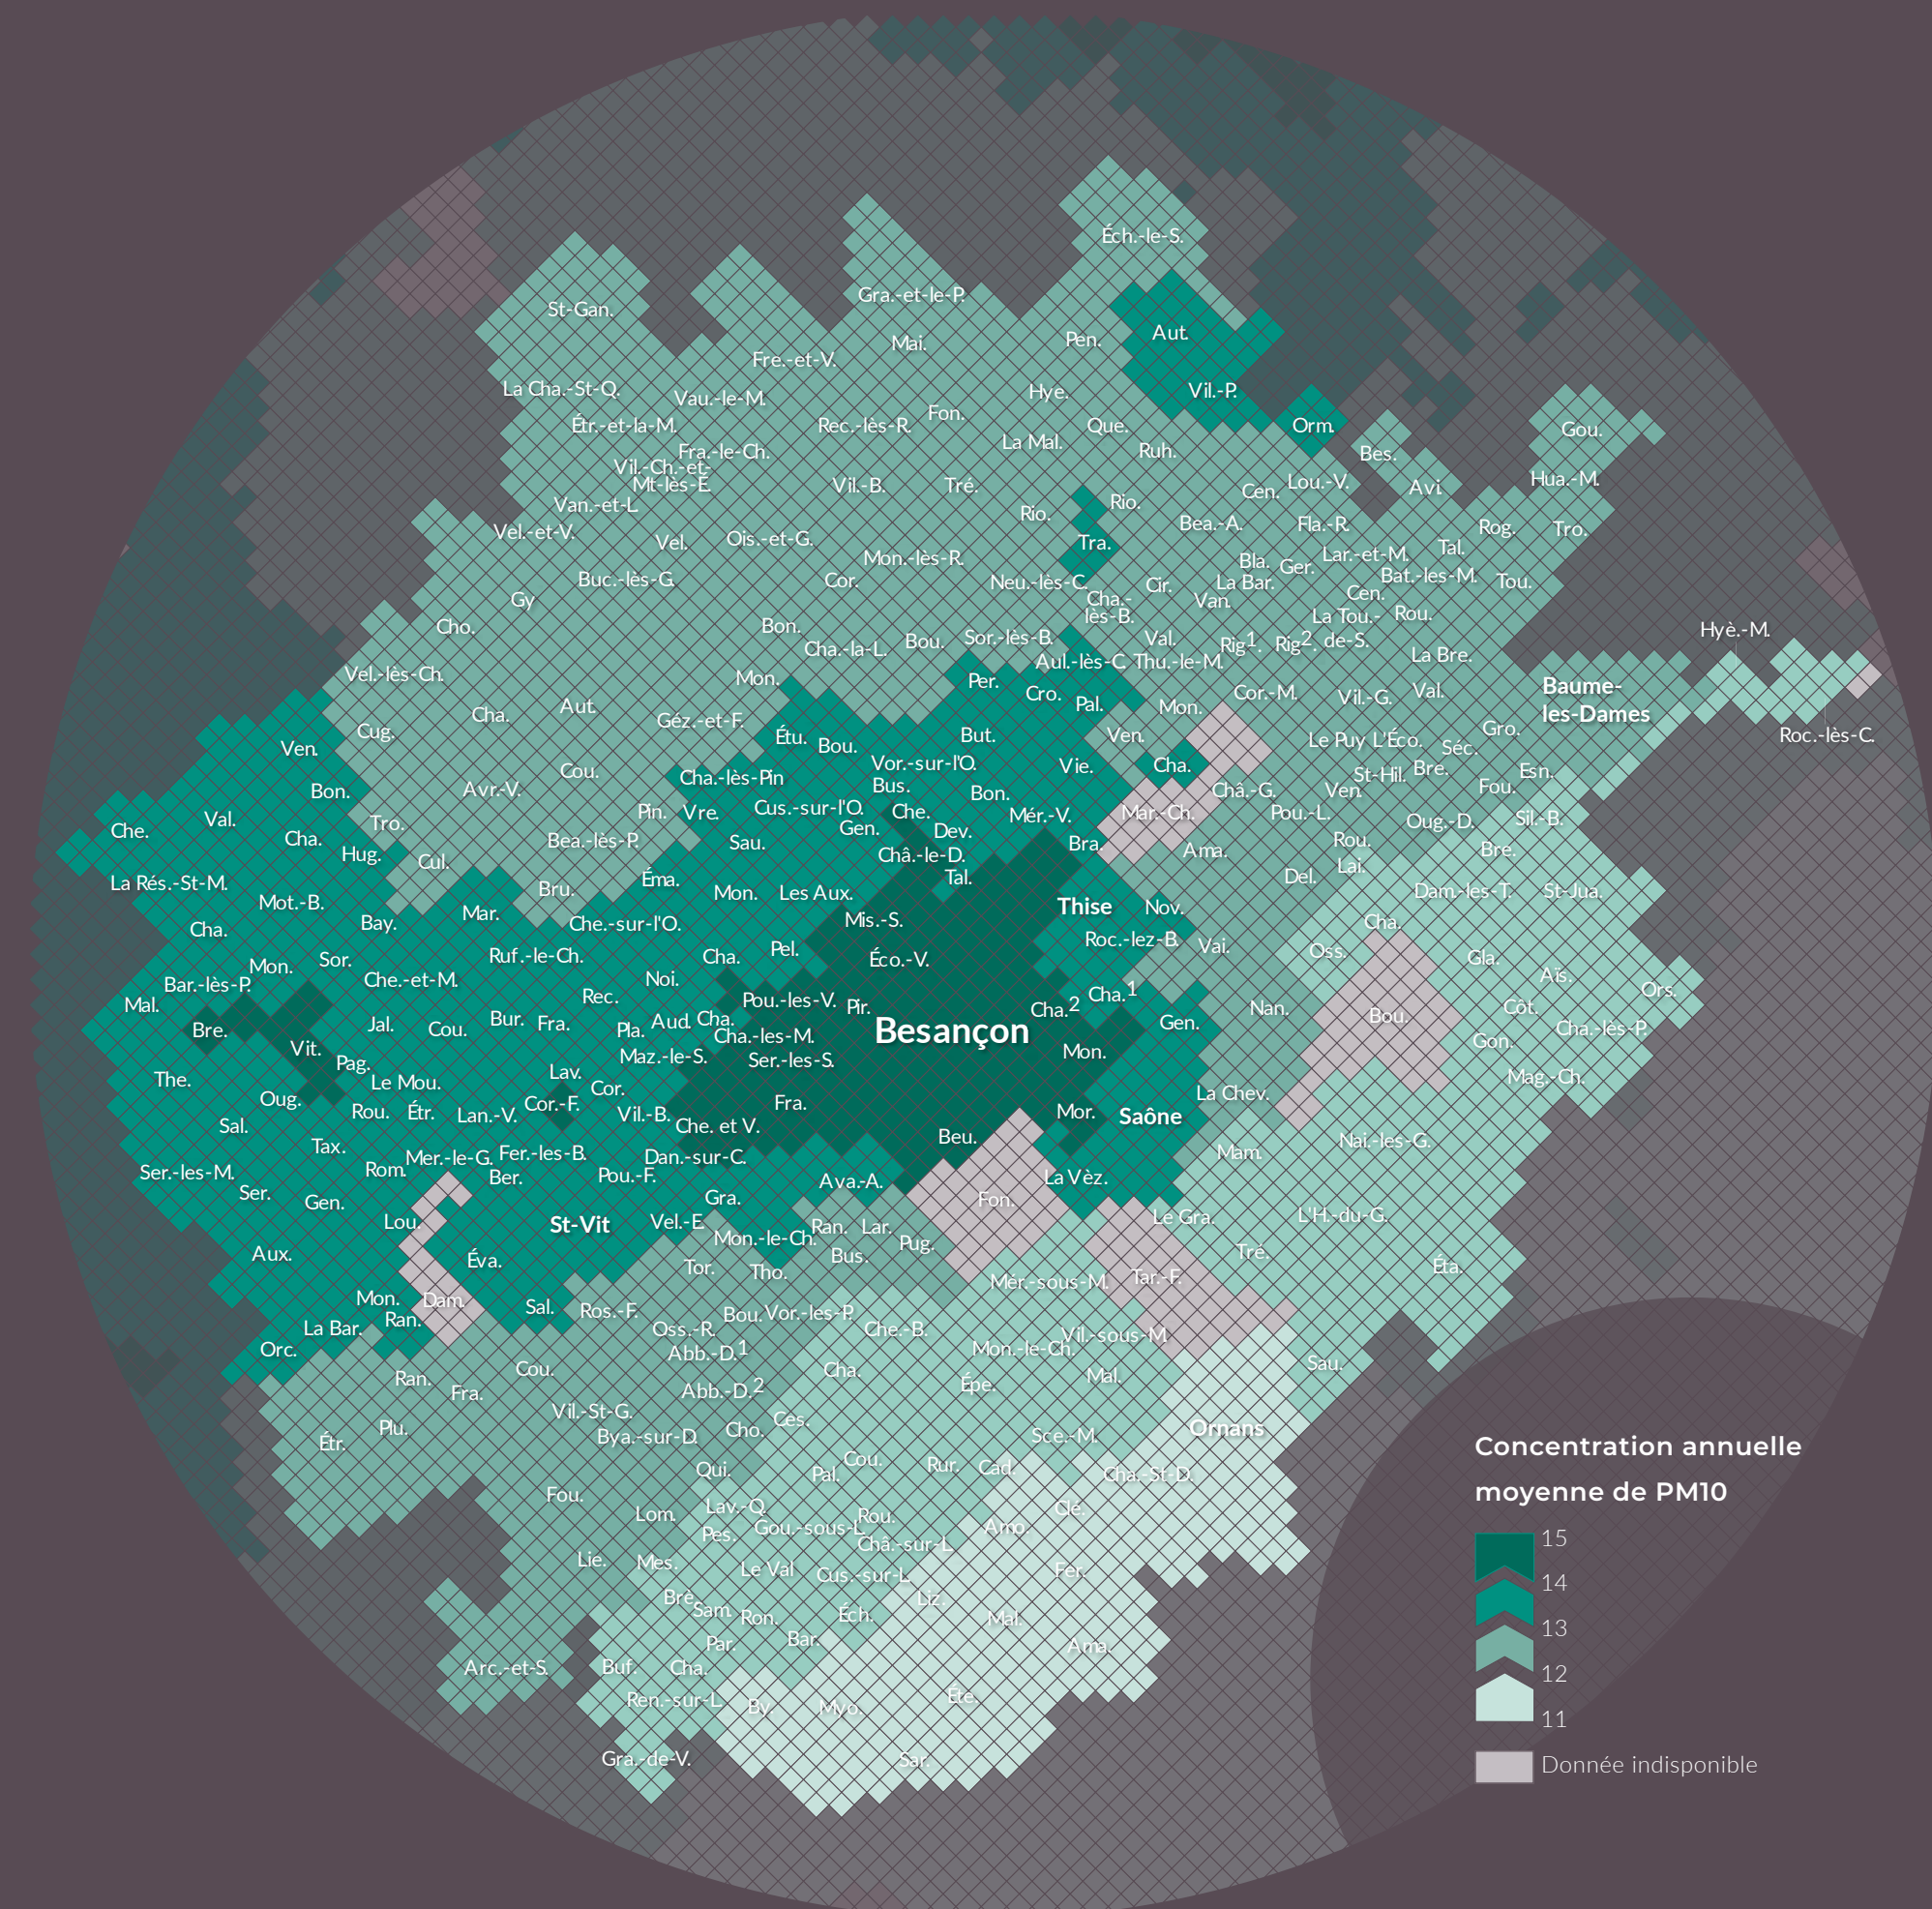 Éch.-le-S.
Gra.-et-le-P.
St-Gan.
Aut.
Pen.
Mai.
Fre.-et-V.
La Cha.-St-Q.
Vil.-P.
Hye.
Vau.-le-M.
Fon.
Étr.-et-la-M.
Rec.-lès-R.
Que.
Orm.
Gou.
La Mal.
Ruh.
Fra.-le-Ch.
Bes.
Vil.-Ch.-et-
Mt-lès-É.
Vil.-B.
Tré.
Lou.-V.
Hua.-M.
Cen.
Avi.
Van.-et-L.
Rio.
Rio.
Bea.-A.
Fla.-R.
Rog.
Tro.
Vel.-et-V.
Vel.
Ois.-et-G.
Tra.
Tal.
Mon.-lès-R.
Lar.-et-M.
Bla.
Ger.
Buc.-lès-G.
Cor.
Neu.-lès-C.
Cir.
La Bar.
Bat.-les-M.
Tou.
Gy
Cha.-
lès-B.
Van.
Cen.
Cho.
Bon.
La Tou.-
de-S.
Rou.
Hyè.-M.
Cha.-la-L.
Bou.
Sor.-lès-B.
Val.
Rig1.
Rig2.
La Bre.
Aul.-lès-C.
Thu.-le-M.
Vel.-lès-Ch.
Mon.
Per.
Cro.
Cor.-M.
Vil.-G.
Val.
Baume-
les-Dames
Aut.
Pal.
Mon.
Cha.
Géz.-et-F.
Cug.
Étu.
Bou.
But.
Ven.
Le Puy
L'Éco.
Séc.
Gro.
Roc.-lès-C.
Ven.
Vor.-sur-l'O.
Vie.
Cha.
Cou.
Cha.-lès-Pin
Bus.
St-Hil.
Bre.
Esn.
Bon.
Avr.-V.
Bon.
Châ.-G.
Ven.
Fou.
Pin.
Vre.
Cus.-sur-l'O.
Che.
Mér.-V.
Mar.-Ch.
Pou.-L.
Val.
Tro.
Gen.
Dev.
Oug.-D.
Sil.-B.
Che.
Cha.
Bea.-lès-P.
Sau.
Bra.
Rou.
Hug.
Cul.
Châ.-le-D.
Ama.
Bre.
Lai.
La Rés.-St-M.
Bru.
Éma.
Tal.
Del.
Mot.-B.
Mon.
Les Aux.
Dam.-les-T.
St-Jua.
Bay.
Mar.
Che.-sur-l'O.
Mis.-S.
Thise
Nov.
Cha.
Cha.
Sor.
Ruf.-le-Ch.
Cha.
Pel.
Éco.-V.
Roc.-lez-B.
Vai.
Oss.
Gla.
Mon.
Che.-et-M.
Noi.
Aïs.
Bar.-lès-P.
Rec.
Pou.-les-V.
Pir.
Cha.1
Cha.2
Nan.
Ors.
Mal.
Bou.
Côt.
Bre.
Jal.
Cou.
Bur.
Fra.
Pla.
Aud.
Cha.
Besançon
Gen.
Cha.-lès-P.
Cha.-les-M.
Gon.
Vit.
Pag.
Maz.-le-S.
Ser.-les-S.
Mon.
The.
Le Mou.
Lav.
Mag.-Ch.
Oug.
Rou.
Étr.
Lan.-V.
Cor.-F.
Cor.
Fra.
La Chev.
Sal.
Vil.-B.
Che. et V.
Mor.
Saône
Tax.
Beu.
Nai.-les-G.
Ser.-les-M.
Rom.
Mer.-le-G.
Fer.-les-B.
Dan.-sur-C.
Mam.
Ser.
Gen.
Ber.
Pou.-F.
Ava.-A.
La Vèz.
Gra.
Fon.
Lou.
St-Vit
Vel.-E.
Ran.
Lar.
Le Gra.
L'H.-du-G.
Mon.-le-Ch.
Pug.
Aux.
Éva.
Tor.
Tho.
Bus.
Tré.
Éta.
Mér.-sous-M.
Tar.-F.
Mon.
Dam.
Sal.
Ros.-F.
Bou.
Vor.-les-P.
Ran.
La Bar.
Oss.-R.
Che.-B.
Vil.-sous-M.
Orc.
Abb.-D.1
Mon.-le-Ch.
Ran.
Cou.
Cha.
Mal.
Sau.
Fra.
Abb.-D.2
Épe.
Plu.
Vil.-St-G.
Ces.
Étr.
Bya.-sur-D.
Cho.
Sce.-M.
Ornans
Qui.
Pal.
Cou.
Rur.
Cad.
Cha.-St-D.
Fou.
Lom.
Lav.-Q.
Rou.
Clé.
Pes.
Gou.-sous-L.
Amo.
Châ.-sur-L.
Lie.
Mes.
Le Val
Cus.-sur-L.
Fer.
Brè.
Sam.
Ron.
Éch.
Liz.
Mal.
Par.
Bar.
Ama.
Arc.-et-S.
Buf.
Cha.
Ren.-sur-L.
By.
Myo.
Éte.
Gra.-de-V.
Sar.
Concentration annuelle
moyenne de PM10
15
14
13
12
11
Donnée indisponible